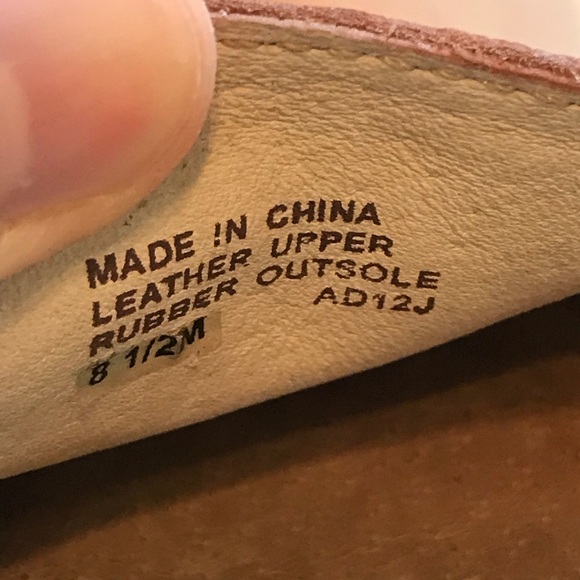 MADE IN CHINA
LEATHER UPPER
RUBBER OUTSOLE
AD12J
8 1/2M